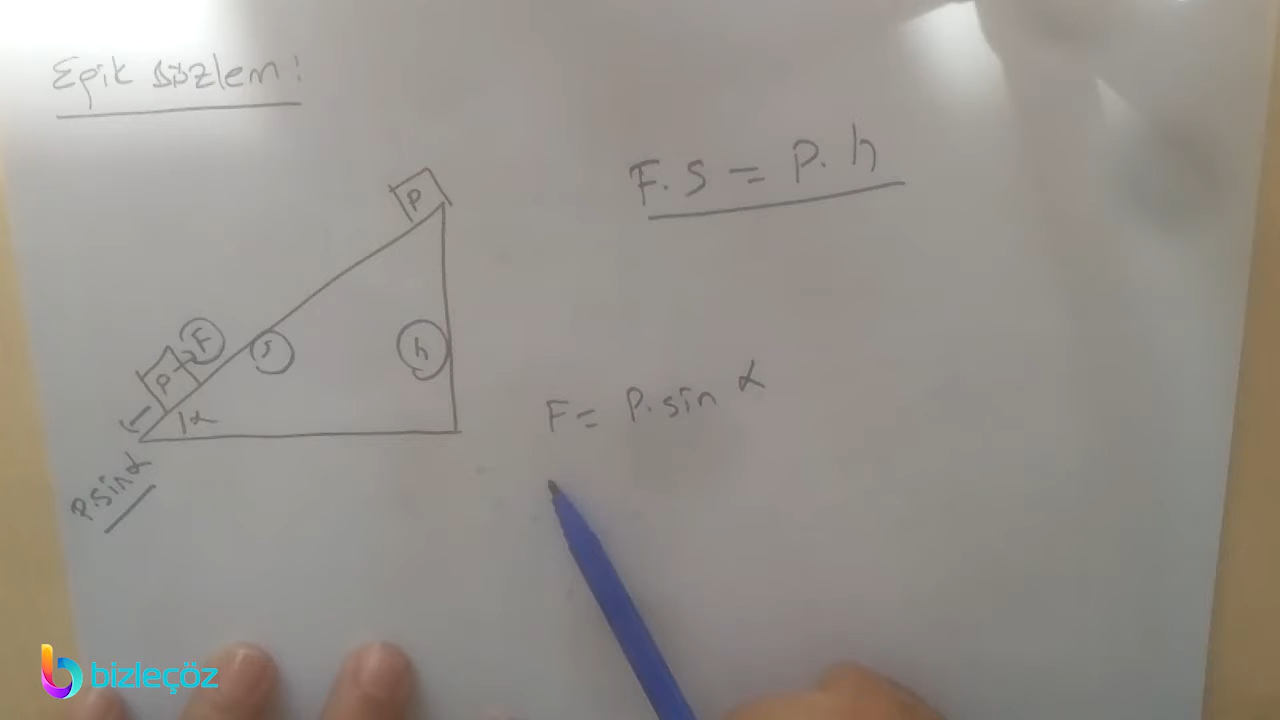 Eğik düzlem:
F.S = P.h
P
F
P
S
h
α
F = P.sin α
P.sinα
bizleçöz